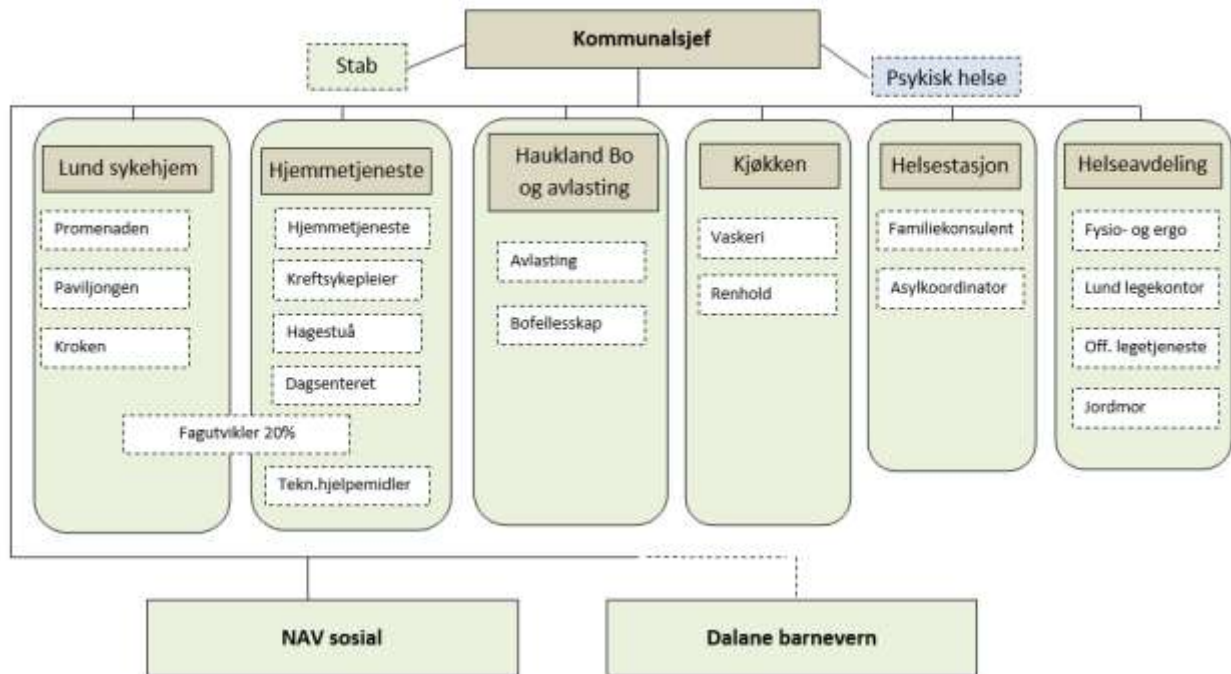 Kommunalsjef
Stab
Psykisk helse
Lund sykehjem
Promenaden
Paviljongen
Kroken
Hjemmetjeneste
Hjemmetjeneste
Kreftsykepleier
Hagestuå
Dagsenteret
Fagutvikler 20%
Tekn.hjelpemidler
Haukland Bo
og avlasting
Avlasting
Bofellesskap
Kjøkken
Vaskeri
Renhold
Helsestasjon
Familiekonsulent
Asylkoordinator
Helseavdeling
Fysio- og ergo
Lund legekontor
Off. legetjeneste
Jordmor
NAV sosial
Dalane barnevern